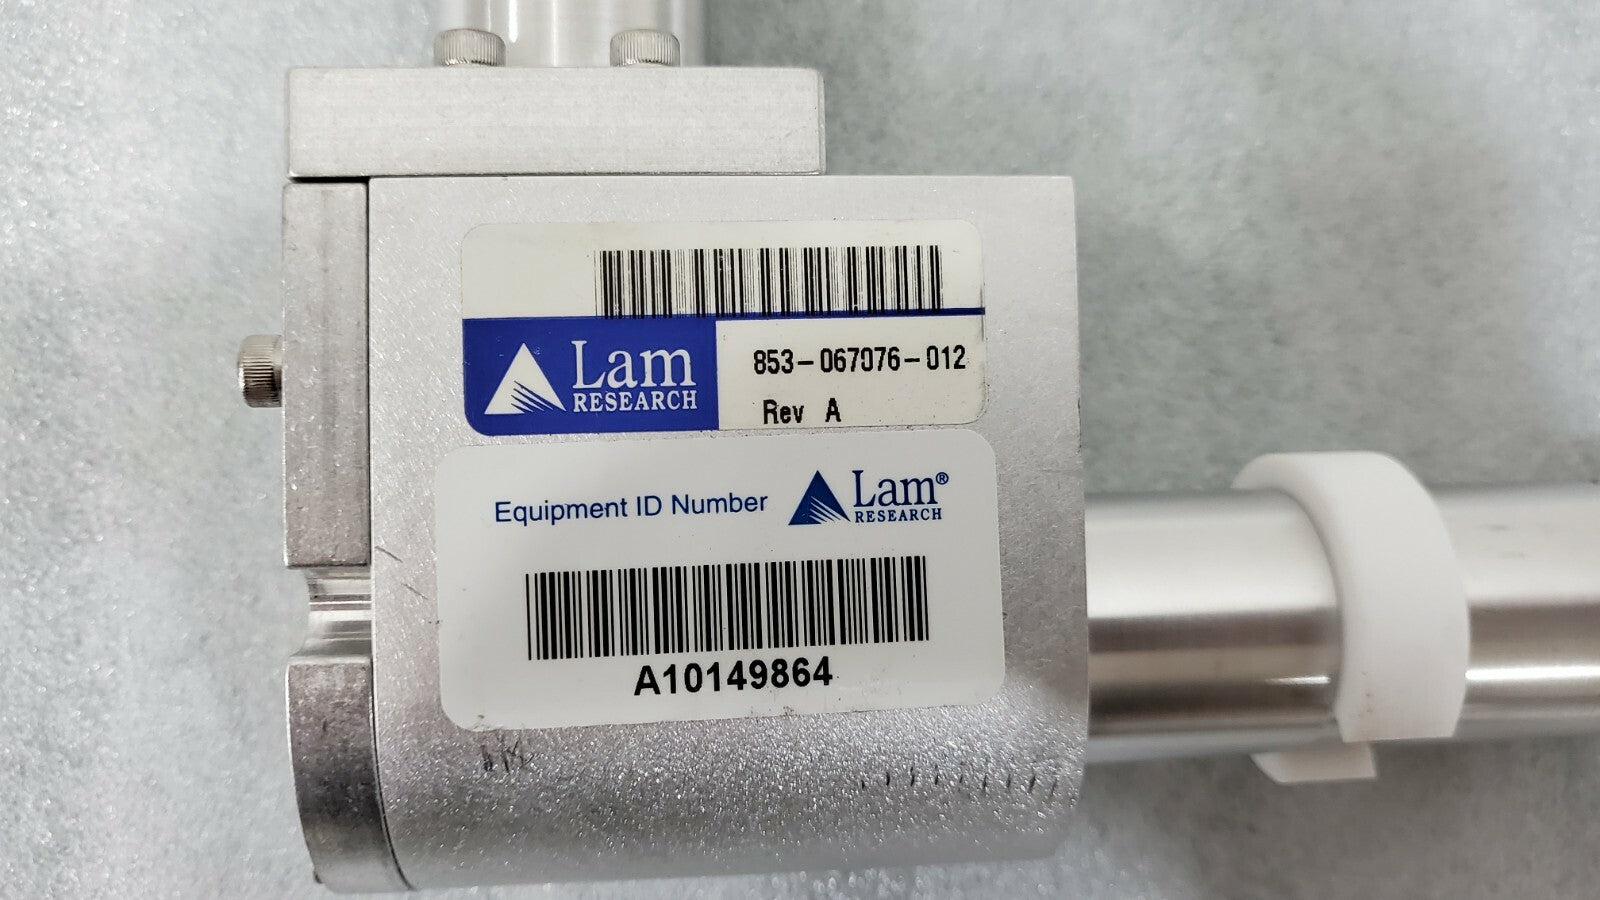 Lam
RESEARCH
853-067076-012
Rev A
Equipment ID Number
Lam®
RESEARCH
A10149864